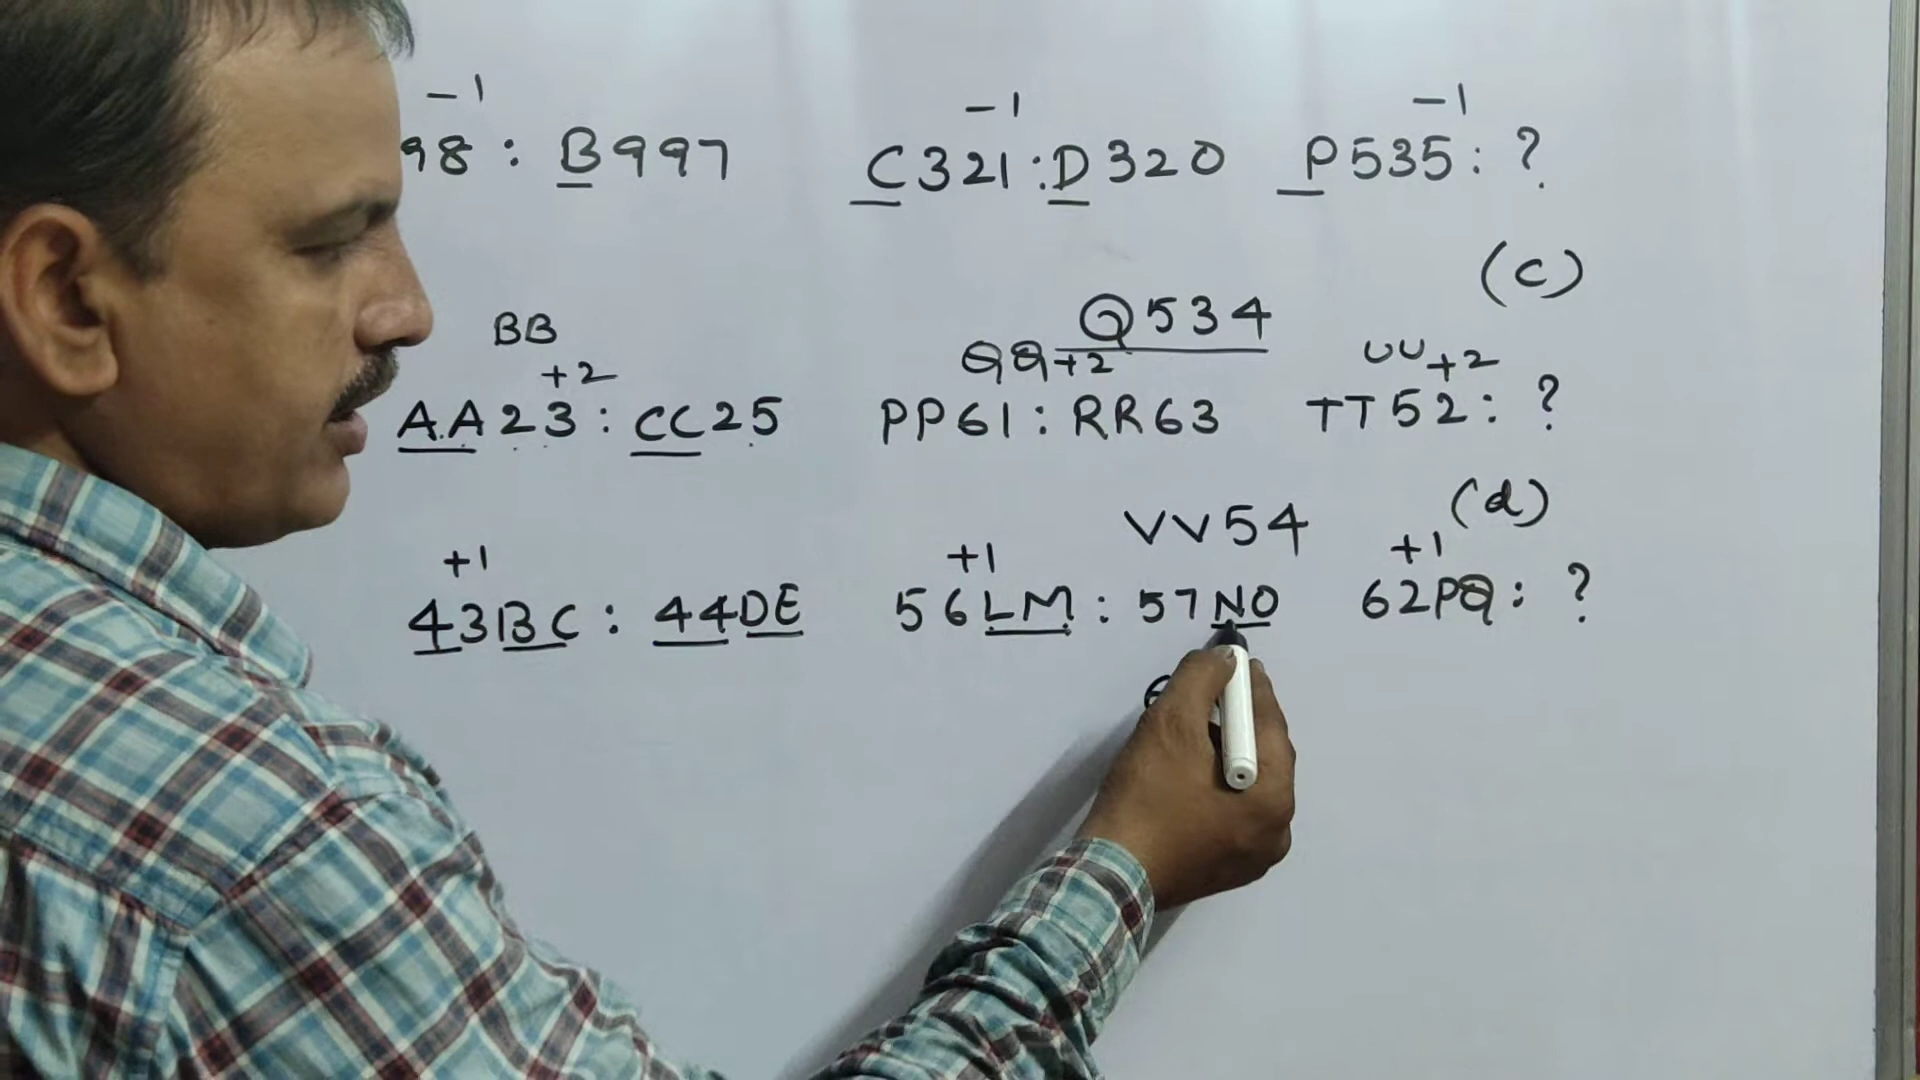 -1 -1 -1
98 : B997 C321 : D320 P535 : ?
(c)
BB Q534
+2 QQ+2 UU+2
AA23 : CC25 PP61 : RR63 TT52 : ?
VV54 (d)
+1 +1 +1
43BC : 44DE 56LM : 57NO 62PQ : ?